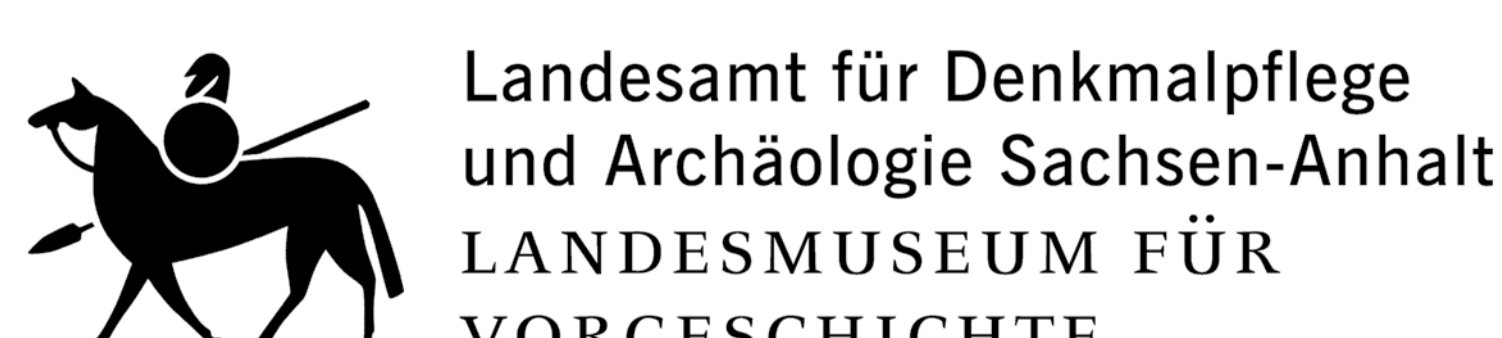 Landesamt für Denkmalpflege
und Archäologie Sachsen-Anhalt
LANDESMUSEUM FÜR
VORGESCHICHTE